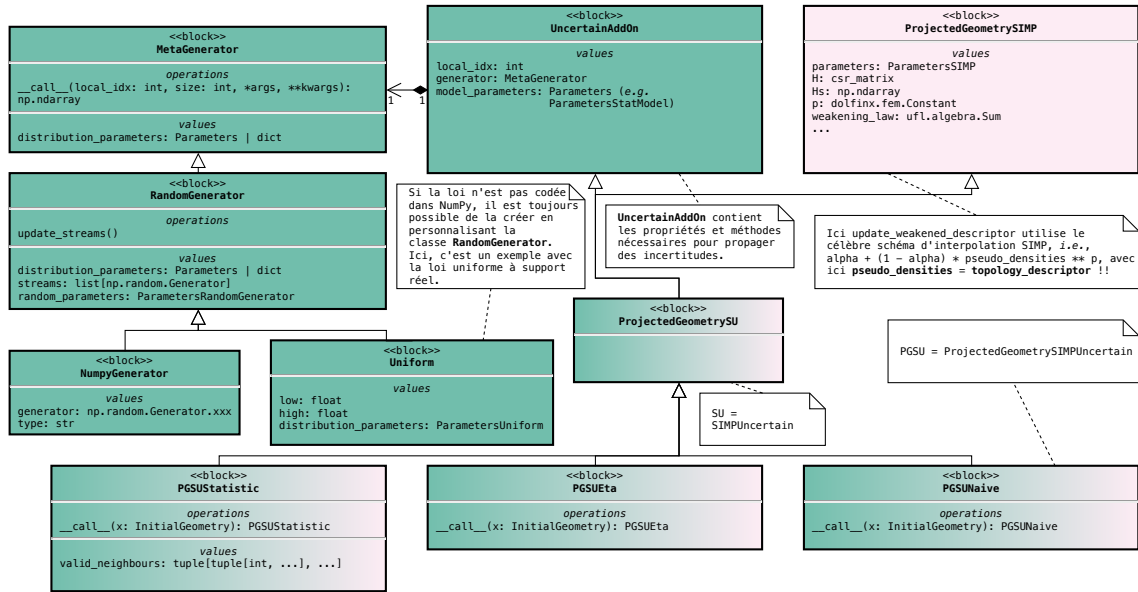 <<block>>
MetaGenerator
operations
__call__(local_idx: int, size: int, *args, **kwargs):
np.ndarray
values
distribution_parameters: Parameters | dict
<<block>>
UncertainAddOn
values
local_idx: int
generator: MetaGenerator
model_parameters: Parameters (e.g.
ParametersStatModel)
1
1
<<block>>
ProjectedGeometrySIMP
values
parameters: ParametersSIMP
H: csr_matrix
Hs: np.ndarray
p: dolfinx.fem.Constant
weakening_law: ufl.algebra.Sum
...
<<block>>
RandomGenerator
operations
update_streams()
values
distribution_parameters: Parameters | dict
streams: list[np.random.Generator]
random_parameters: ParametersRandomGenerator
Si la loi n'est pas codée
dans NumPy, il est toujours
possible de la créer en
personnalisant la
classe RandomGenerator.
Ici, c'est un exemple avec
la loi uniforme à support
réel.
UncertainAddOn contient
les propriétés et méthodes
nécessaires pour propager
des incertitudes.
Ici update_weakened_descriptor utilise le
célèbre schéma d'interpolation SIMP, i.e.,
alpha + (1 − alpha) * pseudo_densities ** p, avec
ici pseudo_densities = topology_descriptor !!
<<block>>
NumpyGenerator
values
generator: np.random.Generator.xxx
type: str
<<block>>
Uniform
values
low: float
high: float
distribution_parameters: ParametersUniform
<<block>>
ProjectedGeometrySU
PGSU = ProjectedGeometrySIMPUncertain
SU =
SIMPUncertain
<<block>>
PGSUStatistic
operations
__call__(x: InitialGeometry): PGSUStatistic
values
valid_neighbours: tuple[tuple[int, ...], ...]
<<block>>
PGSUEta
operations
__call__(x: InitialGeometry): PGSUEta
<<block>>
PGSUNaive
operations
__call__(x: InitialGeometry): PGSUNaive